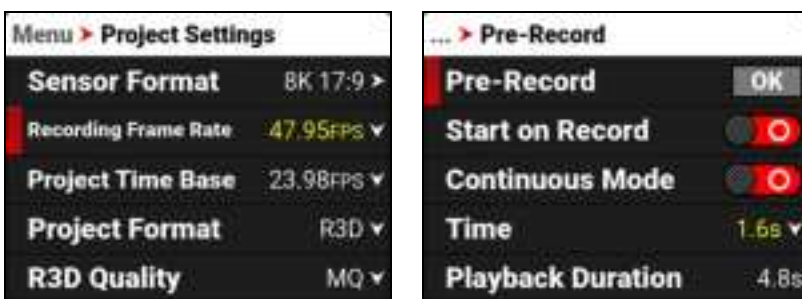 Menu > Project Settings
Sensor Format 8K 17:9 >
Recording Frame Rate 47.95FPS
Project Time Base 23.98FPS
Project Format R3D
R3D Quality MQ
... > Pre-Record
Pre-Record OK
Start on Record
Continuous Mode
Time 1.6s
Playback Duration 4.8s